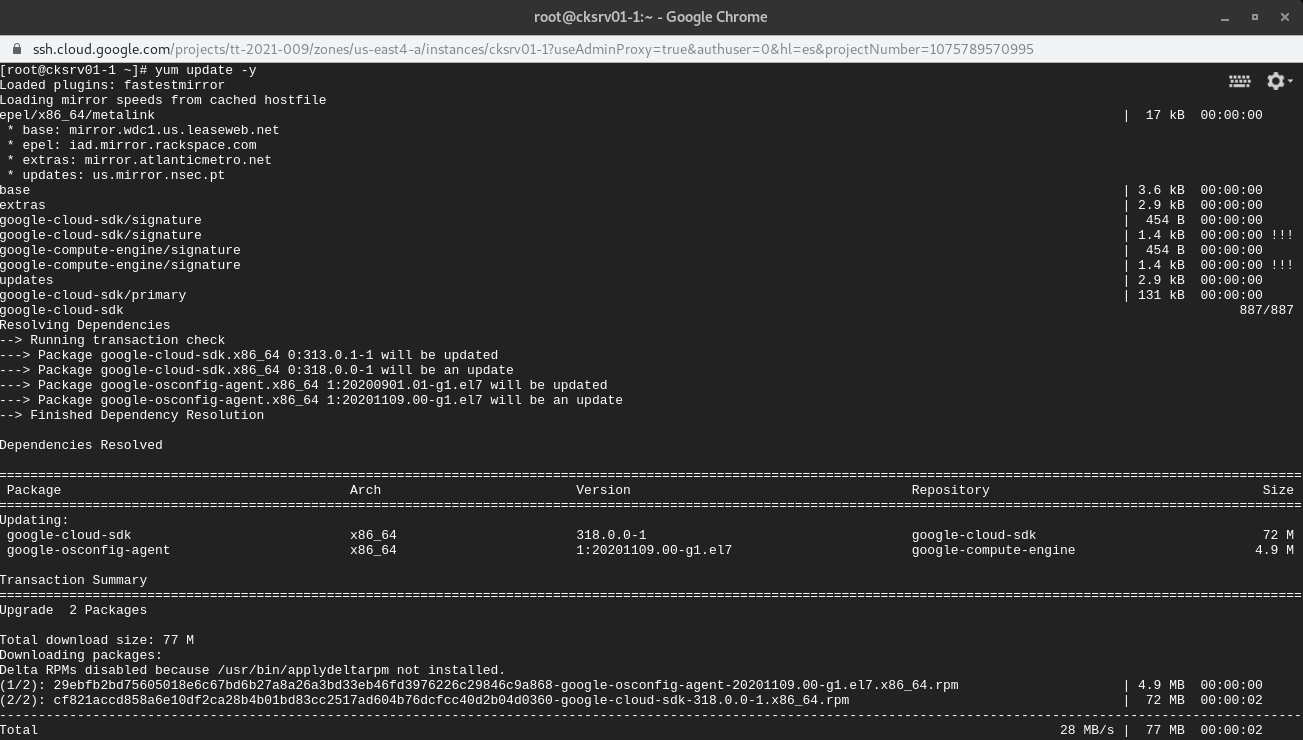 root@cksrv01-1:~ - Google Chrome
ssh.cloud.google.com/projects/tt-2021-009/zones/us-east4-a/instances/cksrv01-1?useAdminProxy=true&authuser=0&hl=es&projectNumber=1075789570995
[root@cksrv01-1 ~]# yum update -y
Loaded plugins: fastestmirror
Loading mirror speeds from cached hostfile
epel/x86_64/metalink | 17 kB 00:00:00
* base: mirror.wdc1.us.leaseweb.net
* epel: iad.mirror.rackspace.com
* extras: mirror.atlanticmetro.net
* updates: us.mirror.nsec.pt
base | 3.6 kB 00:00:00
extras | 2.9 kB 00:00:00
google-cloud-sdk/signature | 454 B 00:00:00
google-cloud-sdk/signature | 1.4 kB 00:00:00 !!!
google-compute-engine/signature | 454 B 00:00:00
google-compute-engine/signature | 1.4 kB 00:00:00 !!!
updates | 2.9 kB 00:00:00
google-cloud-sdk/primary | 131 kB 00:00:00
google-cloud-sdk 887/887
Resolving Dependencies
--> Running transaction check
---> Package google-cloud-sdk.x86_64 0:313.0.1-1 will be updated
---> Package google-cloud-sdk.x86_64 0:318.0.0-1 will be an update
---> Package google-osconfig-agent.x86_64 1:20200901.01-g1.el7 will be updated
---> Package google-osconfig-agent.x86_64 1:20201109.00-g1.el7 will be an update
--> Finished Dependency Resolution
Dependencies Resolved
Package Arch Version Repository Size
Updating:
google-cloud-sdk x86_64 318.0.0-1 google-cloud-sdk 72 M
google-osconfig-agent x86_64 1:20201109.00-g1.el7 google-compute-engine 4.9 M
Transaction Summary
Upgrade 2 Packages
Total download size: 77 M
Downloading packages:
Delta RPMs disabled because /usr/bin/applydeltarpm not installed.
(1/2): 29ebfb2bd75605018e6c67bd6b27a8a26a3bd33eb46fd3976226c29846c9a868-google-osconfig-agent-20201109.00-g1.el7.x86_64.rpm | 4.9 MB 00:00:00
(2/2): cf821accd858a6e10df2ca28b4b01bd83cc2517ad604b76dcfcc40d2b04d0360-google-cloud-sdk-318.0.0-1.x86_64.rpm | 72 MB 00:00:02
Total 28 MB/s | 77 MB 00:00:02